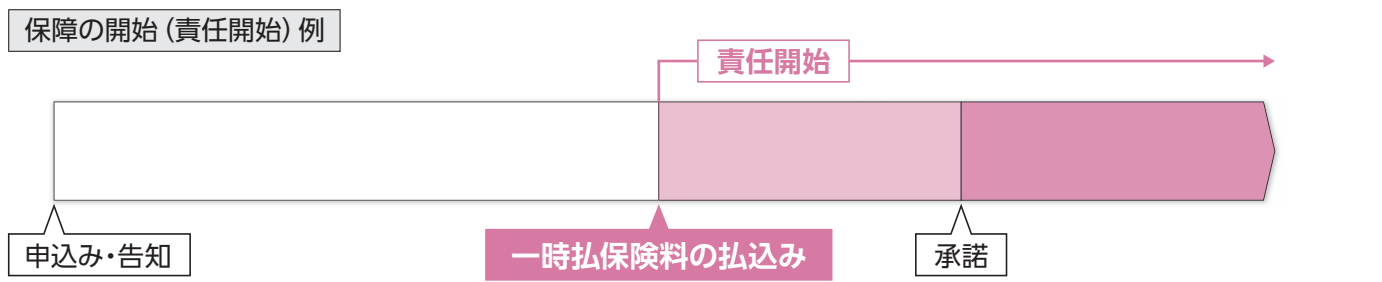 保障の開始（責任開始）例
責任開始
申込み・告知
一時払保険料の払込み
承諾